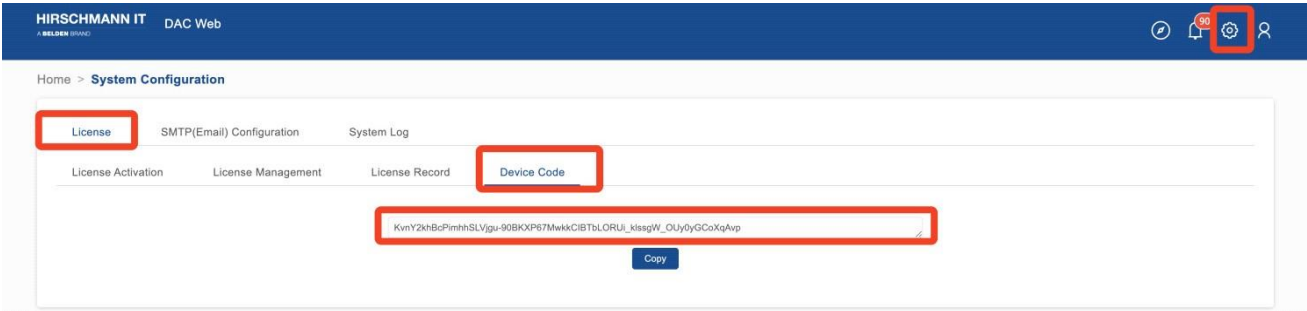 HIRSCHMANN IT DAC Web
A BELDEN BRAND
90
Home > System Configuration
License SMTP(Email) Configuration System Log
License Activation License Management License Record Device Code
KvnY2khBcPimhhSLVjgu-90BKXP67MwkkCIBTbLORUi_klssgW_OUy0yGCoXqAvp
Copy